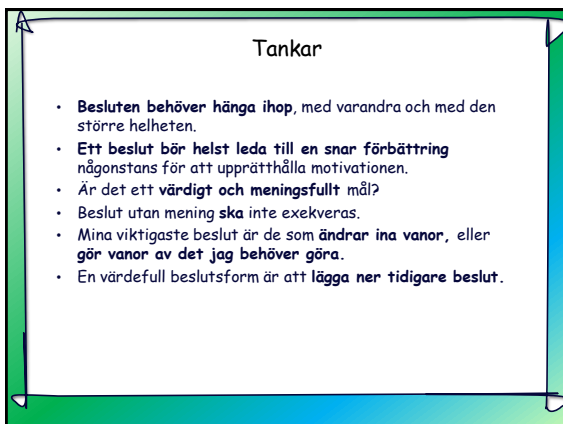 Tankar
• Besluten behöver hänga ihop, med varandra och med den
större helheten.
• Ett beslut bör helst leda till en snar förbättring
någonstans för att upprätthålla motivationen.
• Är det ett värdigt och meningsfullt mål?
• Beslut utan mening ska inte exekveras.
• Mina viktigaste beslut är de som ändrar ina vanor, eller
gör vanor av det jag behöver göra.
• En värdefull beslutsform är att lägga ner tidigare beslut.